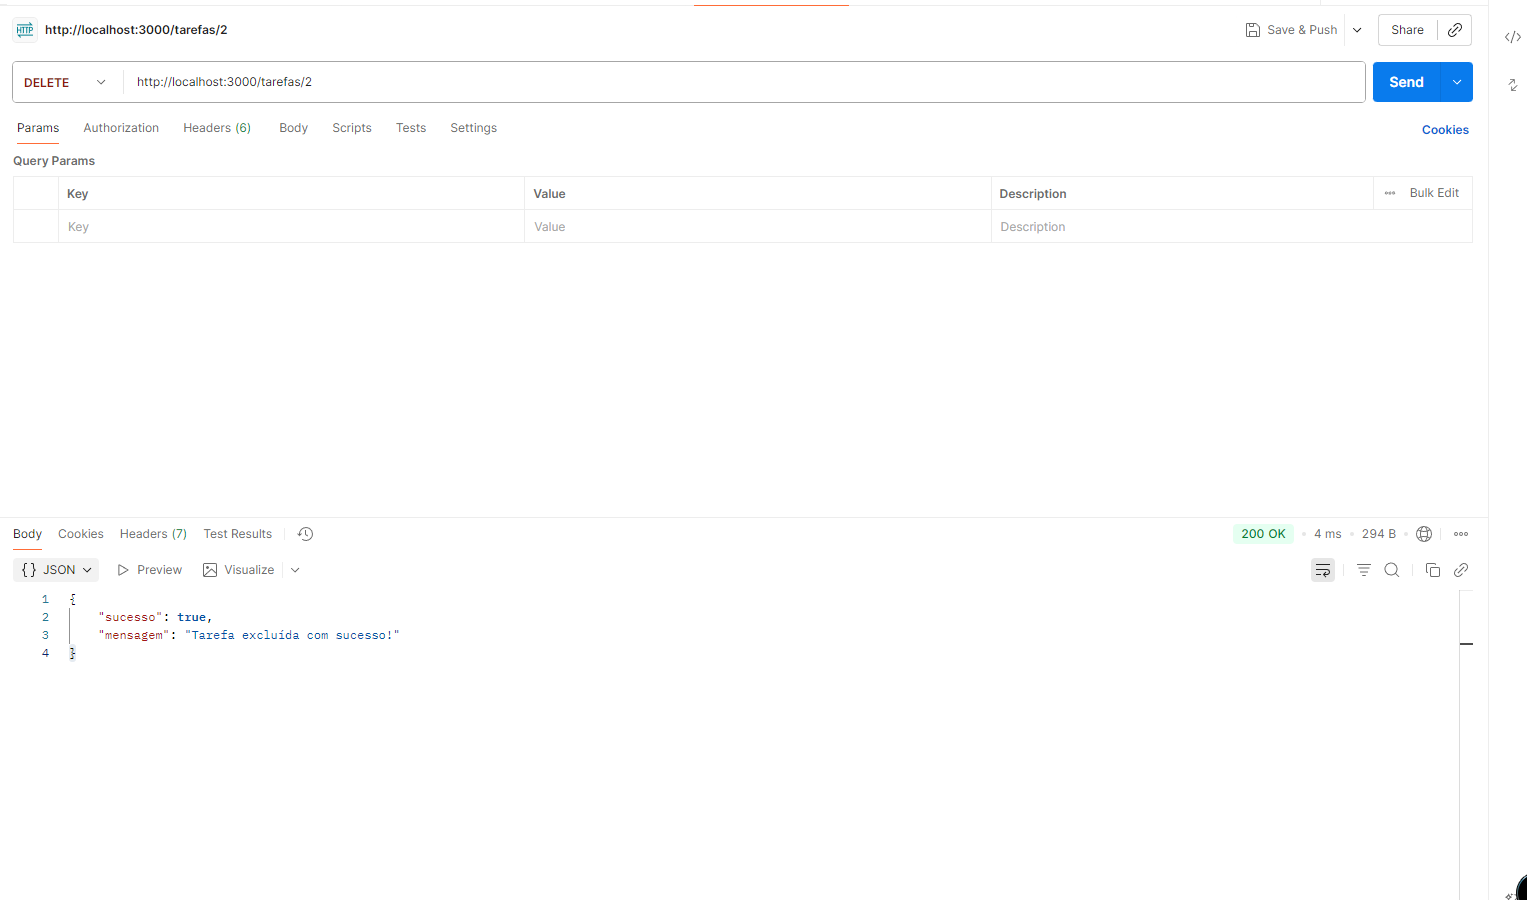 HTTP http://localhost:3000/tarefas/2 Save & Push Share
DELETE http://localhost:3000/tarefas/2 Send
Params Authorization Headers (6) Body Scripts Tests Settings Cookies
Query Params
Key Value Description Bulk Edit
Key Value Description
Body Cookies Headers (7) Test Results 200 OK 4 ms 294 B
{} JSON Preview Visualize
1 {
2 "sucesso": true,
3 "mensagem": "Tarefa excluída com sucesso!"
4 }